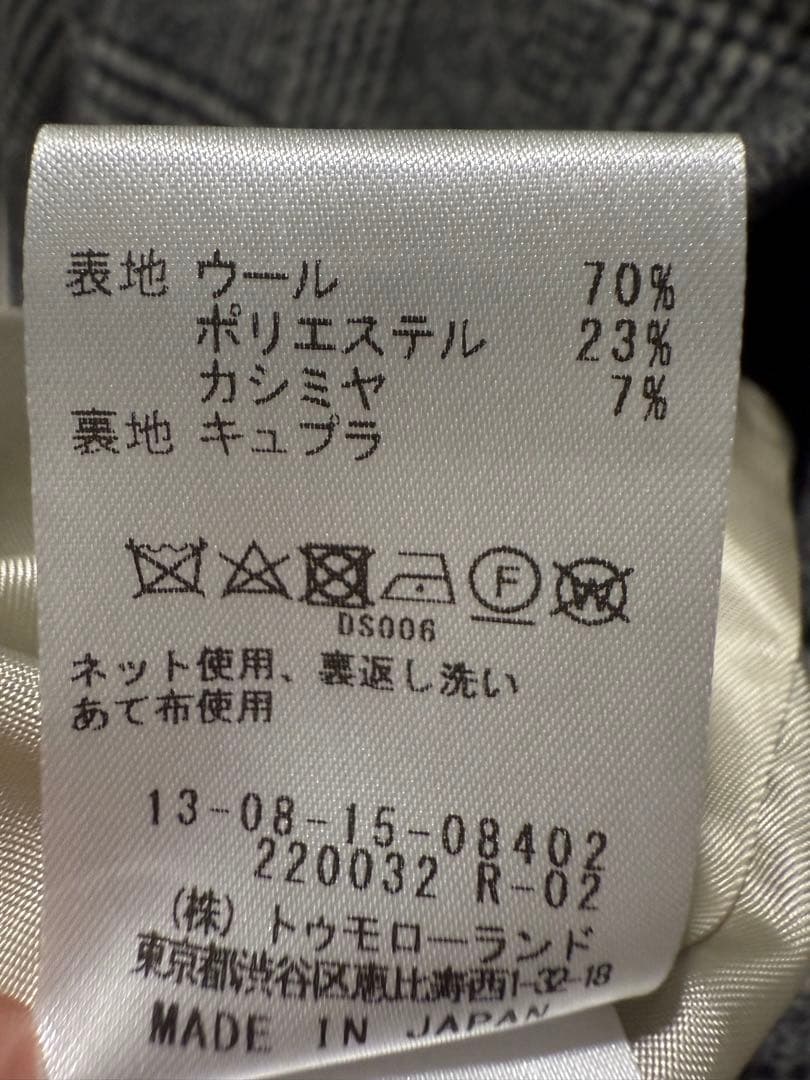 表地 ウール 70%
ポリエステル 23%
カシミヤ 7%
裏地 キュプラ
F W
DS006
ネット使用、裏返し洗い
あて布使用
13-08-15-08402
220032 R-02
(株) トゥモローランド
東京都渋谷区恵比寿西1-32-18
MADE IN JAPAN